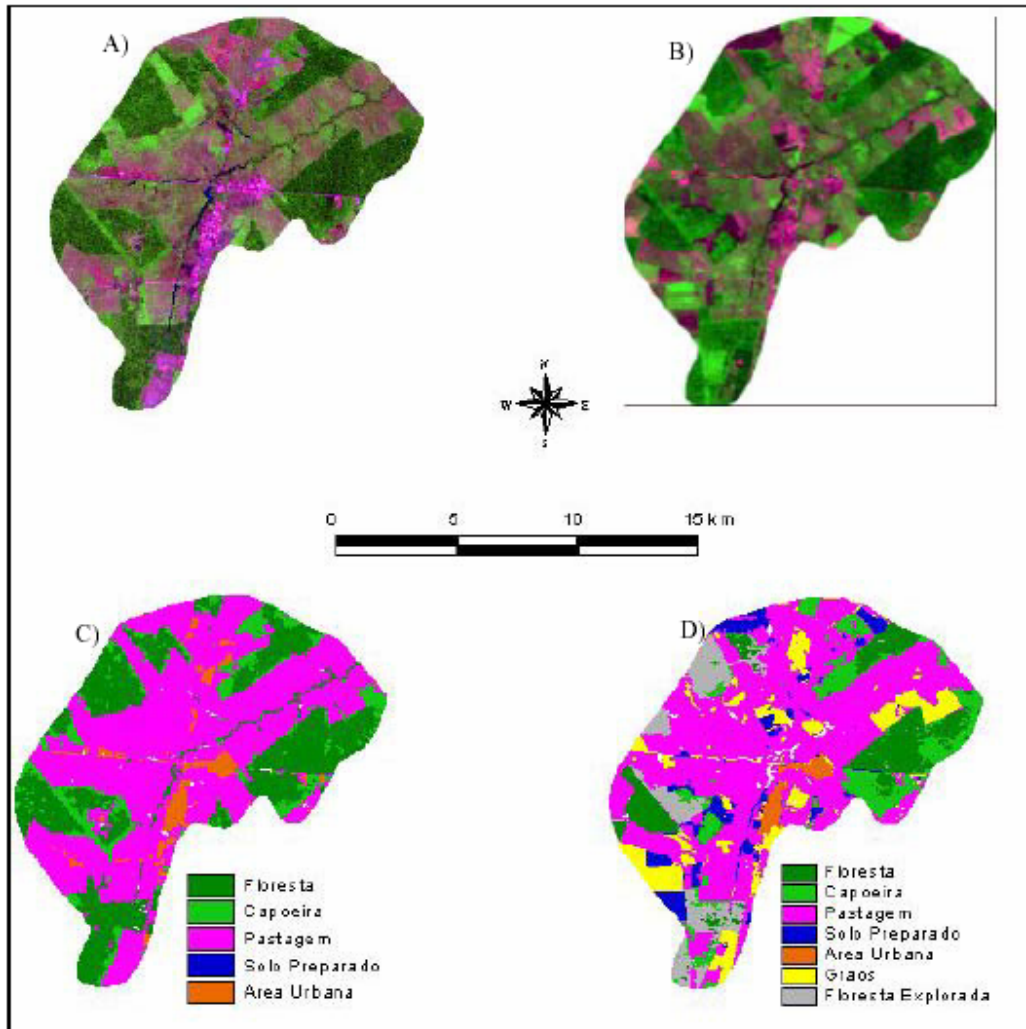 A)
B)
N
W E
S
0 5 10 15 km
C)
D)
Floresta
Capoeira
Pastagem
Solo Preparado
Area Urbana
Floresta
Capoeira
Pastagem
Solo Preparado
Area Urbana
Graos
Floresta Explorada